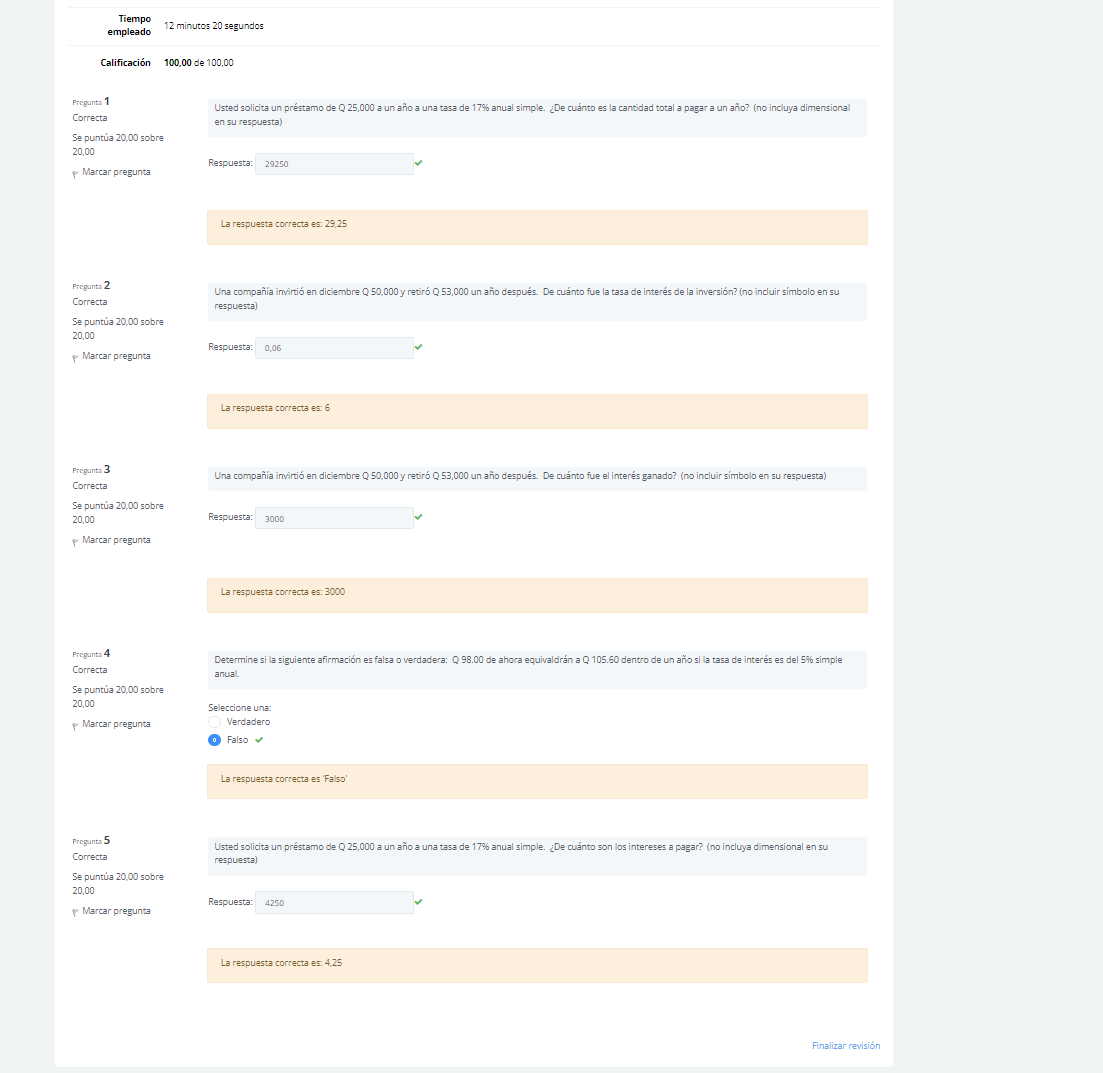 Tiempo
empleado
12 minutos 20 segundos
Calificación
100,00 de 100,00
Pregunta 1
Correcta
Se puntúa 20,00 sobre
20,00
Marcar pregunta
Usted solicita un préstamo de Q 25,000 a un año a una tasa de 17% anual simple. ¿De cuánto es la cantidad total a pagar a un año? (no incluya dimensional
en su respuesta)
Respuesta: 29250
La respuesta correcta es: 29,25
Pregunta 2
Correcta
Se puntúa 20,00 sobre
20,00
Marcar pregunta
Una compañía invirtió en diciembre Q 50,000 y retiró Q 53,000 un año después. De cuánto fue la tasa de interés de la inversión? (no incluir símbolo en su
respuesta)
Respuesta: 0,06
La respuesta correcta es: 6
Pregunta 3
Correcta
Se puntúa 20,00 sobre
20,00
Marcar pregunta
Una compañía invirtió en diciembre Q 50,000 y retiró Q 53,000 un año después. De cuánto fue el interés ganado? (no incluir símbolo en su respuesta)
Respuesta: 3000
La respuesta correcta es: 3000
Pregunta 4
Correcta
Se puntúa 20,00 sobre
20,00
Marcar pregunta
Determine si la siguiente afirmación es falsa o verdadera: Q 98.00 de ahora equivaldrán a Q 105.60 dentro de un año si la tasa de interés es del 5% simple
anual.
Seleccione una:
Verdadero
Falso
La respuesta correcta es 'Falso'
Pregunta 5
Correcta
Se puntúa 20,00 sobre
20,00
Marcar pregunta
Usted solicita un préstamo de Q 25,000 a un año a una tasa de 17% anual simple. ¿De cuánto son los intereses a pagar? (no incluya dimensional en su
respuesta)
Respuesta: 4250
La respuesta correcta es: 4,25
Finalizar revisión